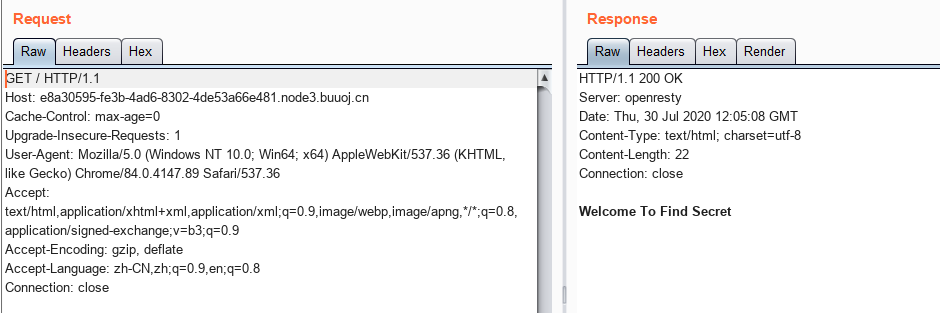 Request
Raw Headers Hex
GET / HTTP/1.1
Host: e8a30595-fe3b-4ad6-8302-4de53a66e481.node3.buuoj.cn
Cache-Control: max-age=0
Upgrade-Insecure-Requests: 1
User-Agent: Mozilla/5.0 (Windows NT 10.0; Win64; x64) AppleWebKit/537.36 (KHTML,
like Gecko) Chrome/84.0.4147.89 Safari/537.36
Accept:
text/html,application/xhtml+xml,application/xml;q=0.9,image/webp,image/apng,*/*;q=0.8,
application/signed-exchange;v=b3;q=0.9
Accept-Encoding: gzip, deflate
Accept-Language: zh-CN,zh;q=0.9,en;q=0.8
Connection: close
Response
Raw Headers Hex Render
HTTP/1.1 200 OK
Server: openresty
Date: Thu, 30 Jul 2020 12:05:08 GMT
Content-Type: text/html; charset=utf-8
Content-Length: 22
Connection: close
Welcome To Find Secret